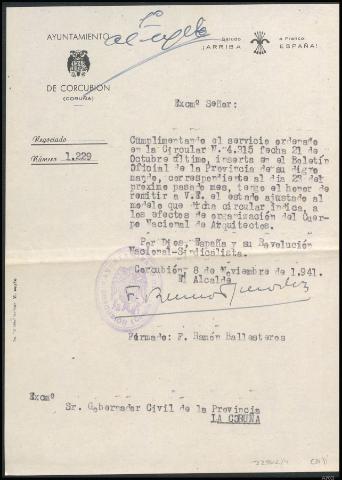 AYUNTAMIENTO
DE CORCUBION
(CORUÑA)
Saludo a Franco:
¡ARRIBA ESPAÑA!
Excmº Señor:
Negociado
Número 1.229
Cumplimentando el servicio ordenado
en la Circular N.º 4.315 fecha 21 de
Octubre último, inserta en el Boletín
Oficial de la Provincia de su digno
mando, correspondiente al dia 23 del
proximo pasado mes, tengo el honor de
remitir a V.E. el estado ajustado al
modelo que dicha circular indica, a
los efectos de organización del Cuer-
po Nacional de Arquitectos.
Por Dios, España y su Revolución
Nacional-Sindicalista.
Corcubión, 8 de Noviembre de 1.941.
El Alcalde
Firmado: F. Ramón Ballesteros
Excmº
Sr. Gobernador Civil de la Provincia
LA CORUÑA